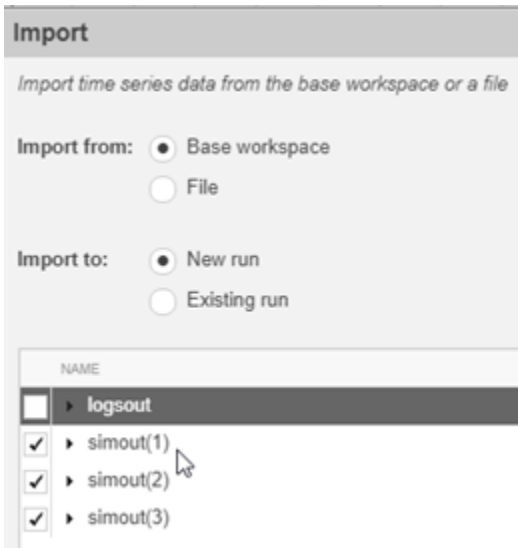 Import
Import time series data from the base workspace or a file
Import from: Base workspace
File
Import to: New run
Existing run
NAME
logsout
simout(1)
simout(2)
simout(3)